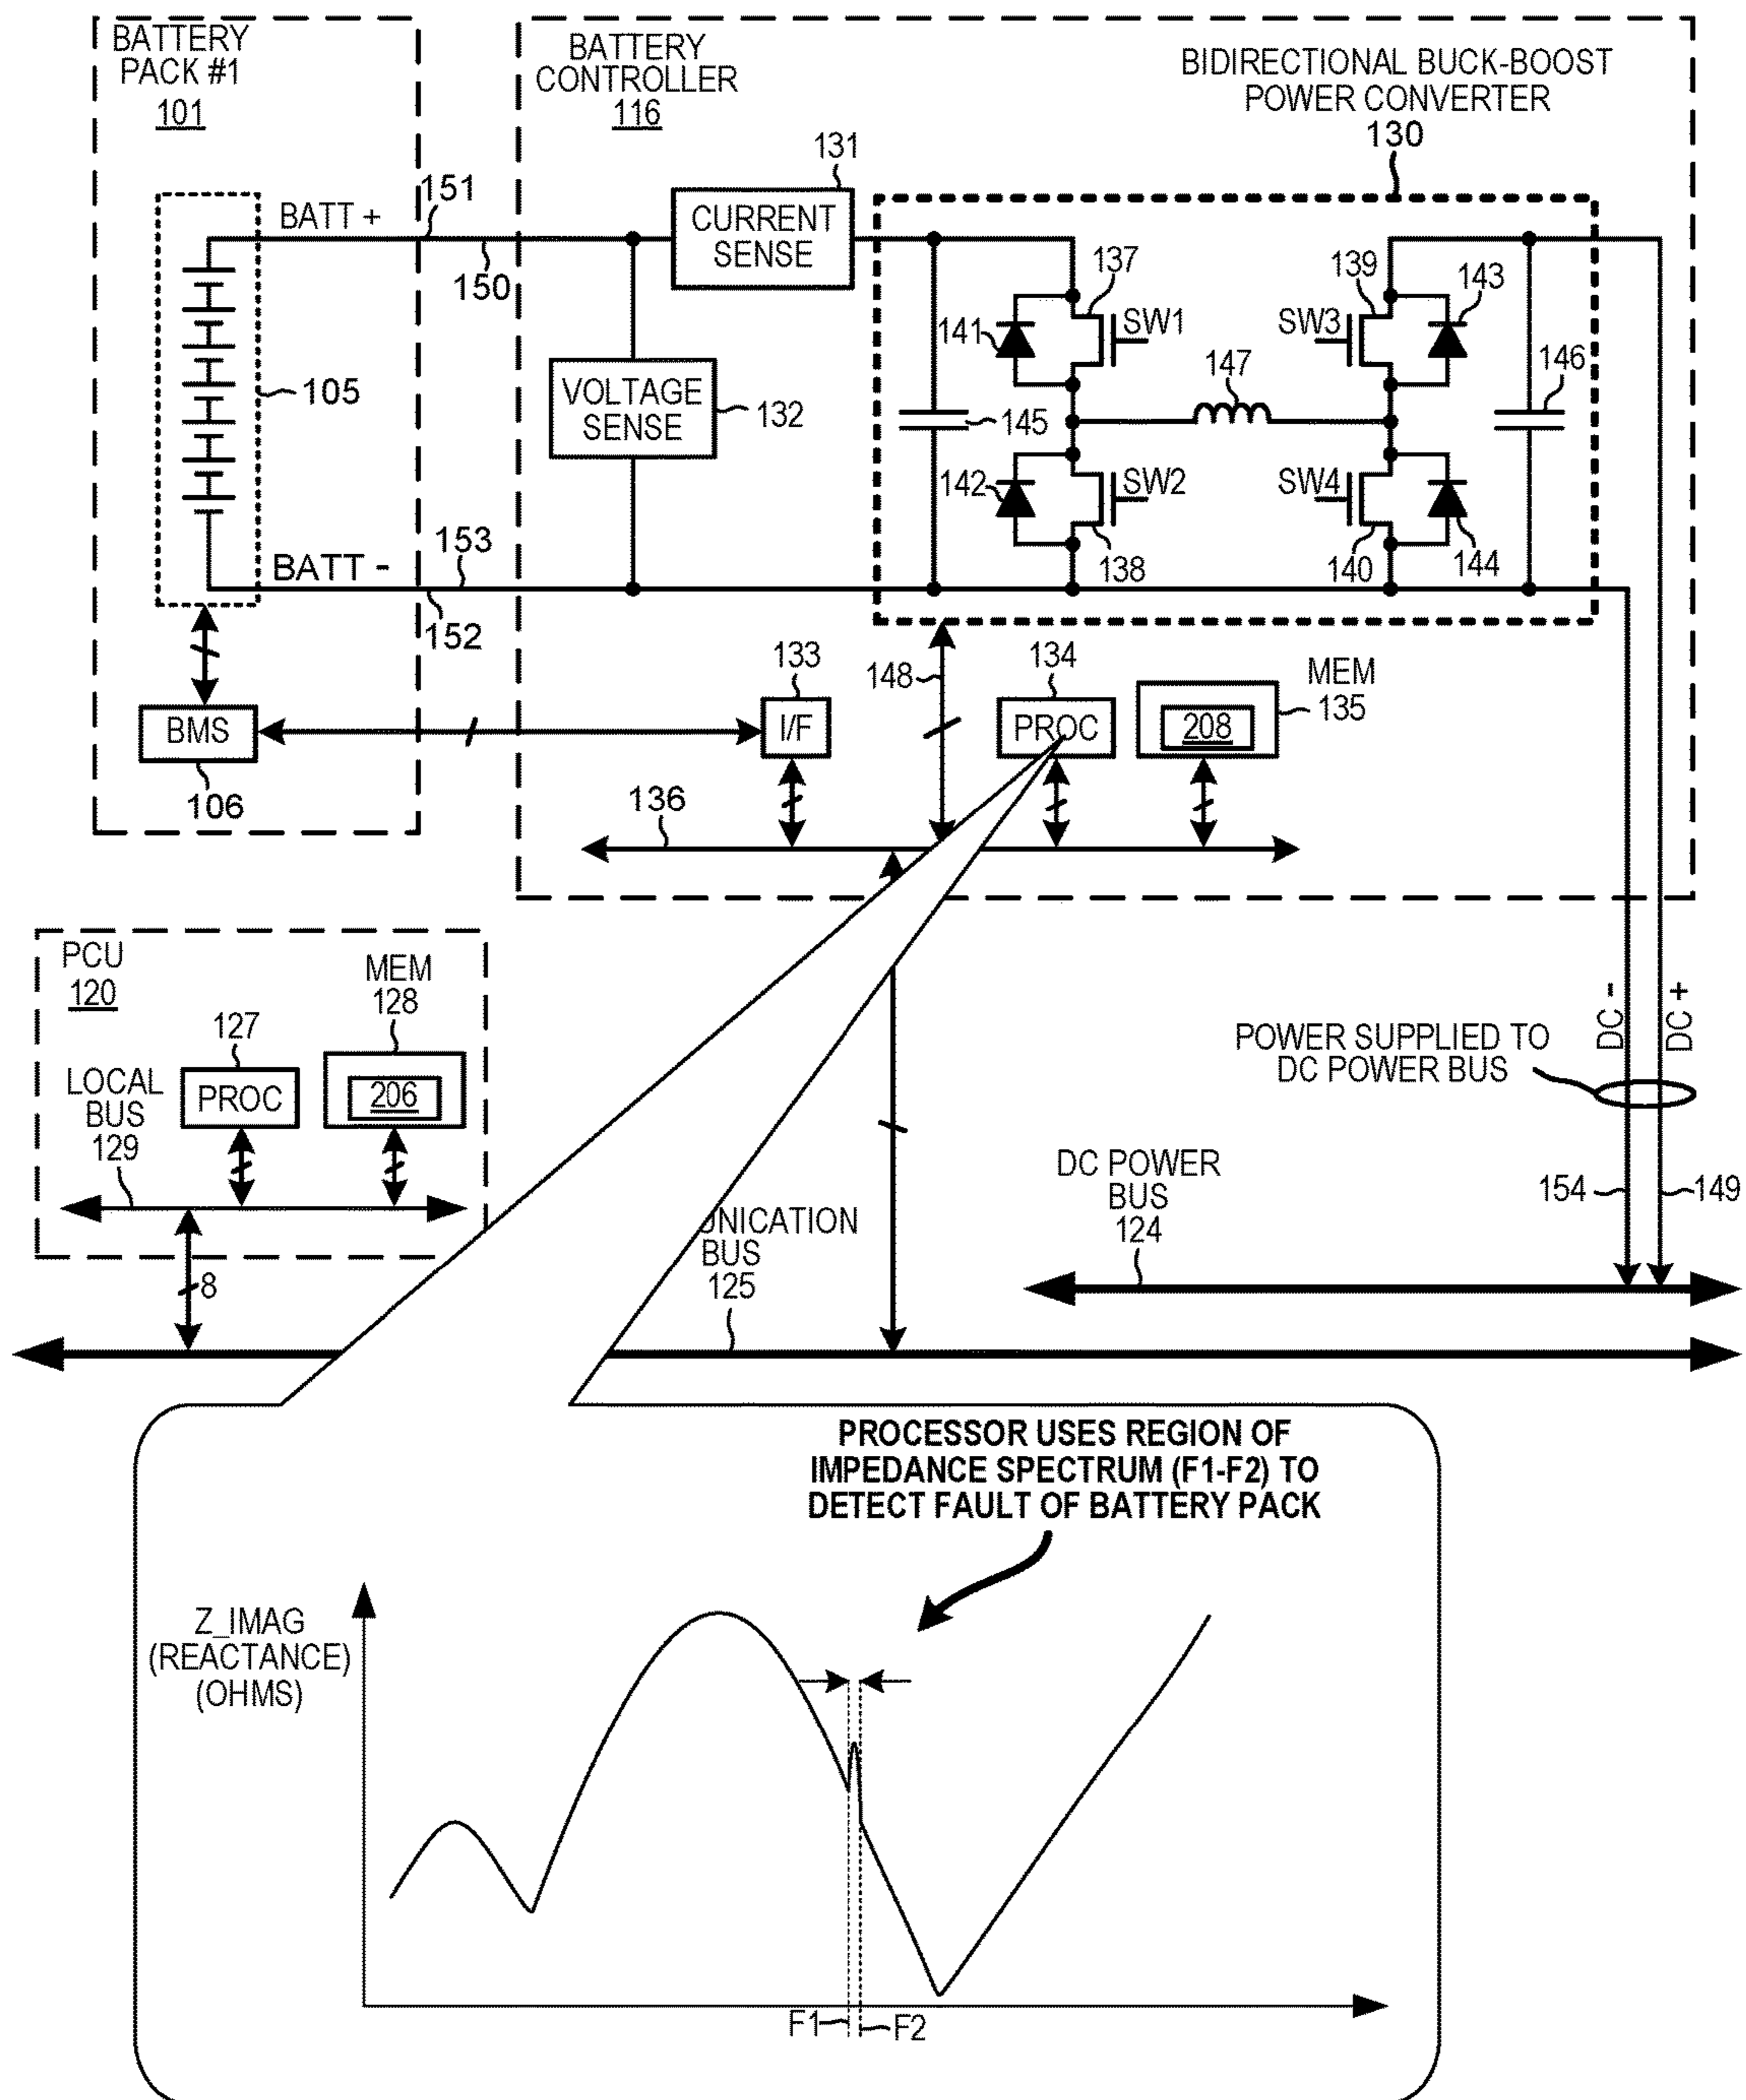 BATTERY
PACK #1
101
BATTERY
CONTROLLER
116
BIDIRECTIONAL BUCK-BOOST
POWER CONVERTER
130
131
151
BATT +
150
CURRENT
SENSE
137
139
143
141
SW1
SW3
147
146
105
VOLTAGE
SENSE
132
145
142
SW2
SW4
138
140
144
BATT -
153
152
133
148
134
MEM
135
BMS
I/F
PROC
208
106
136
PCU
120
MEM
128
127
LOCAL
BUS
129
PROC
206
8
DC -
DC +
POWER SUPPLIED TO
DC POWER BUS
154
149
DC POWER
BUS
124
UNICATION
BUS
125
PROCESSOR USES REGION OF
IMPEDANCE SPECTRUM (F1-F2) TO
DETECT FAULT OF BATTERY PACK
Z_IMAG
(REACTANCE)
(OHMS)
F1
F2